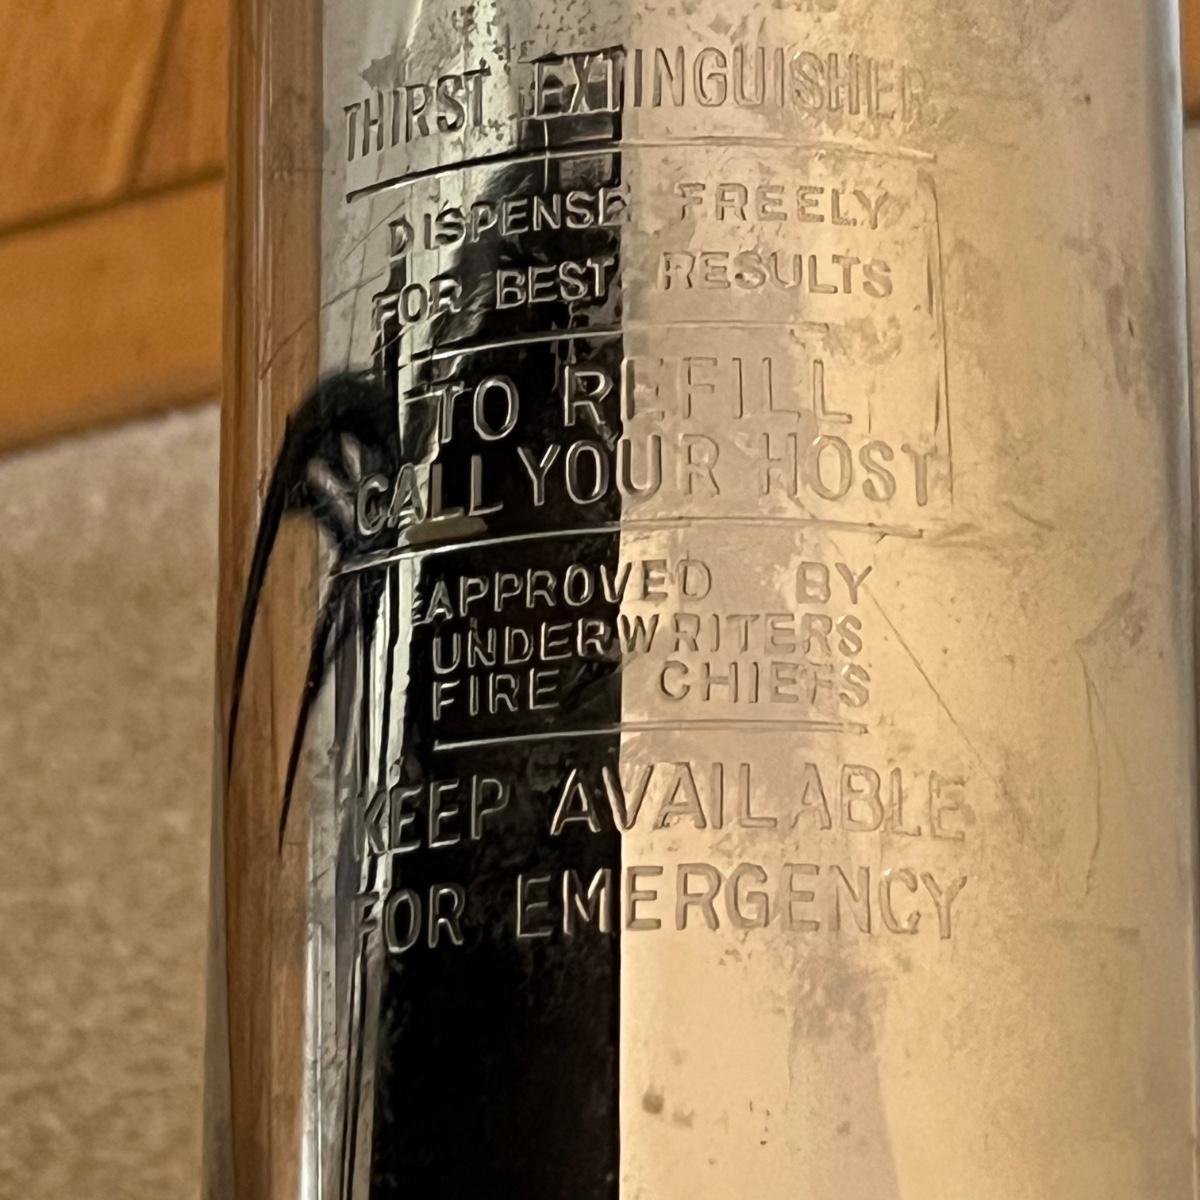 THIRST EXTINGUISHER
DISPENSE FREELY
FOR BEST RESULTS
TO REFILL
CALL YOUR HOST
APPROVED BY
UNDERWRITERS
FIRE CHIEFS
KEEP AVAILABLE
FOR EMERGENCY